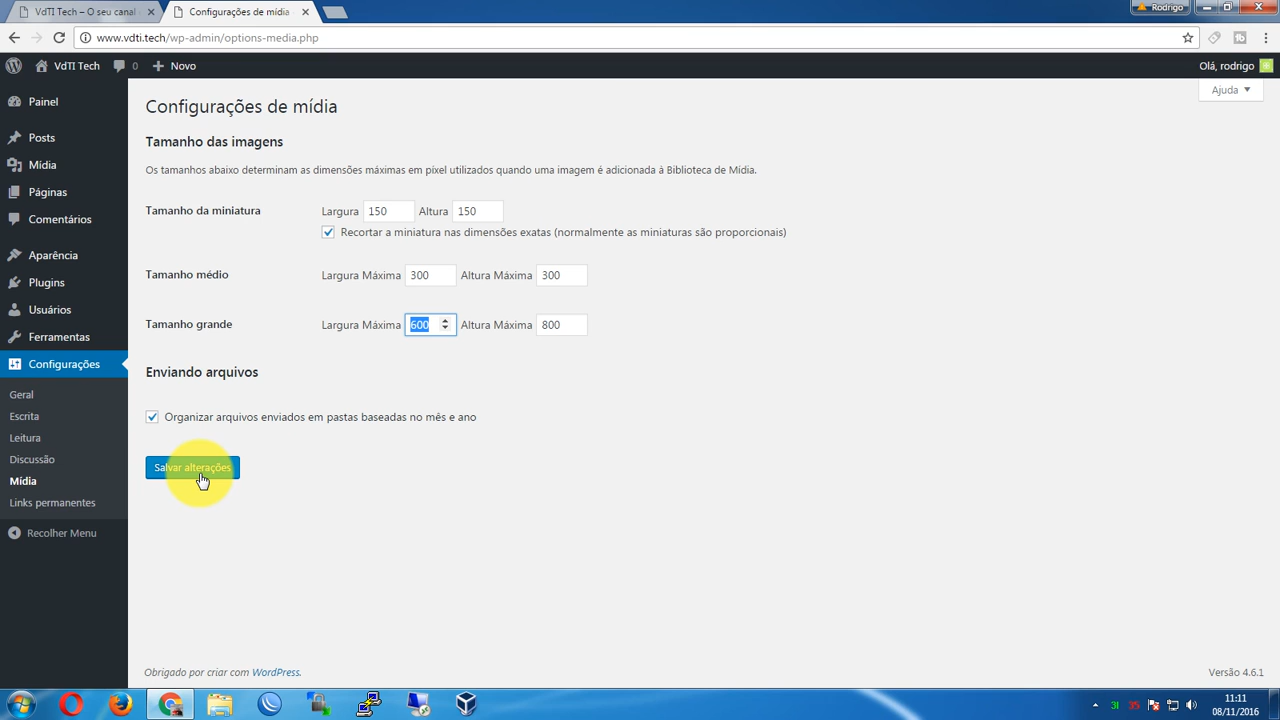 VdTI Tech – O seu canal
Configurações de mídia
Rodrigo
www.vdti.tech/wp-admin/options-media.php
VdTI Tech
0
Novo
Olá, rodrigo
Ajuda
Painel
Posts
Mídia
Páginas
Comentários
Aparência
Plugins
Usuários
Ferramentas
Configurações
Geral
Escrita
Leitura
Discussão
Mídia
Links permanentes
Recolher Menu
Configurações de mídia
Tamanho das imagens
Os tamanhos abaixo determinam as dimensões máximas em píxel utilizados quando uma imagem é adicionada à Biblioteca de Mídia.
Tamanho da miniatura Largura 150 Altura 150
Recortar a miniatura nas dimensões exatas (normalmente as miniaturas são proporcionais)
Tamanho médio Largura Máxima 300 Altura Máxima 300
Tamanho grande Largura Máxima 600 Altura Máxima 800
Enviando arquivos
Organizar arquivos enviados em pastas baseadas no mês e ano
Salvar alterações
Obrigado por criar com WordPress.
Versão 4.6.1
31 35
11:11
08/11/2016